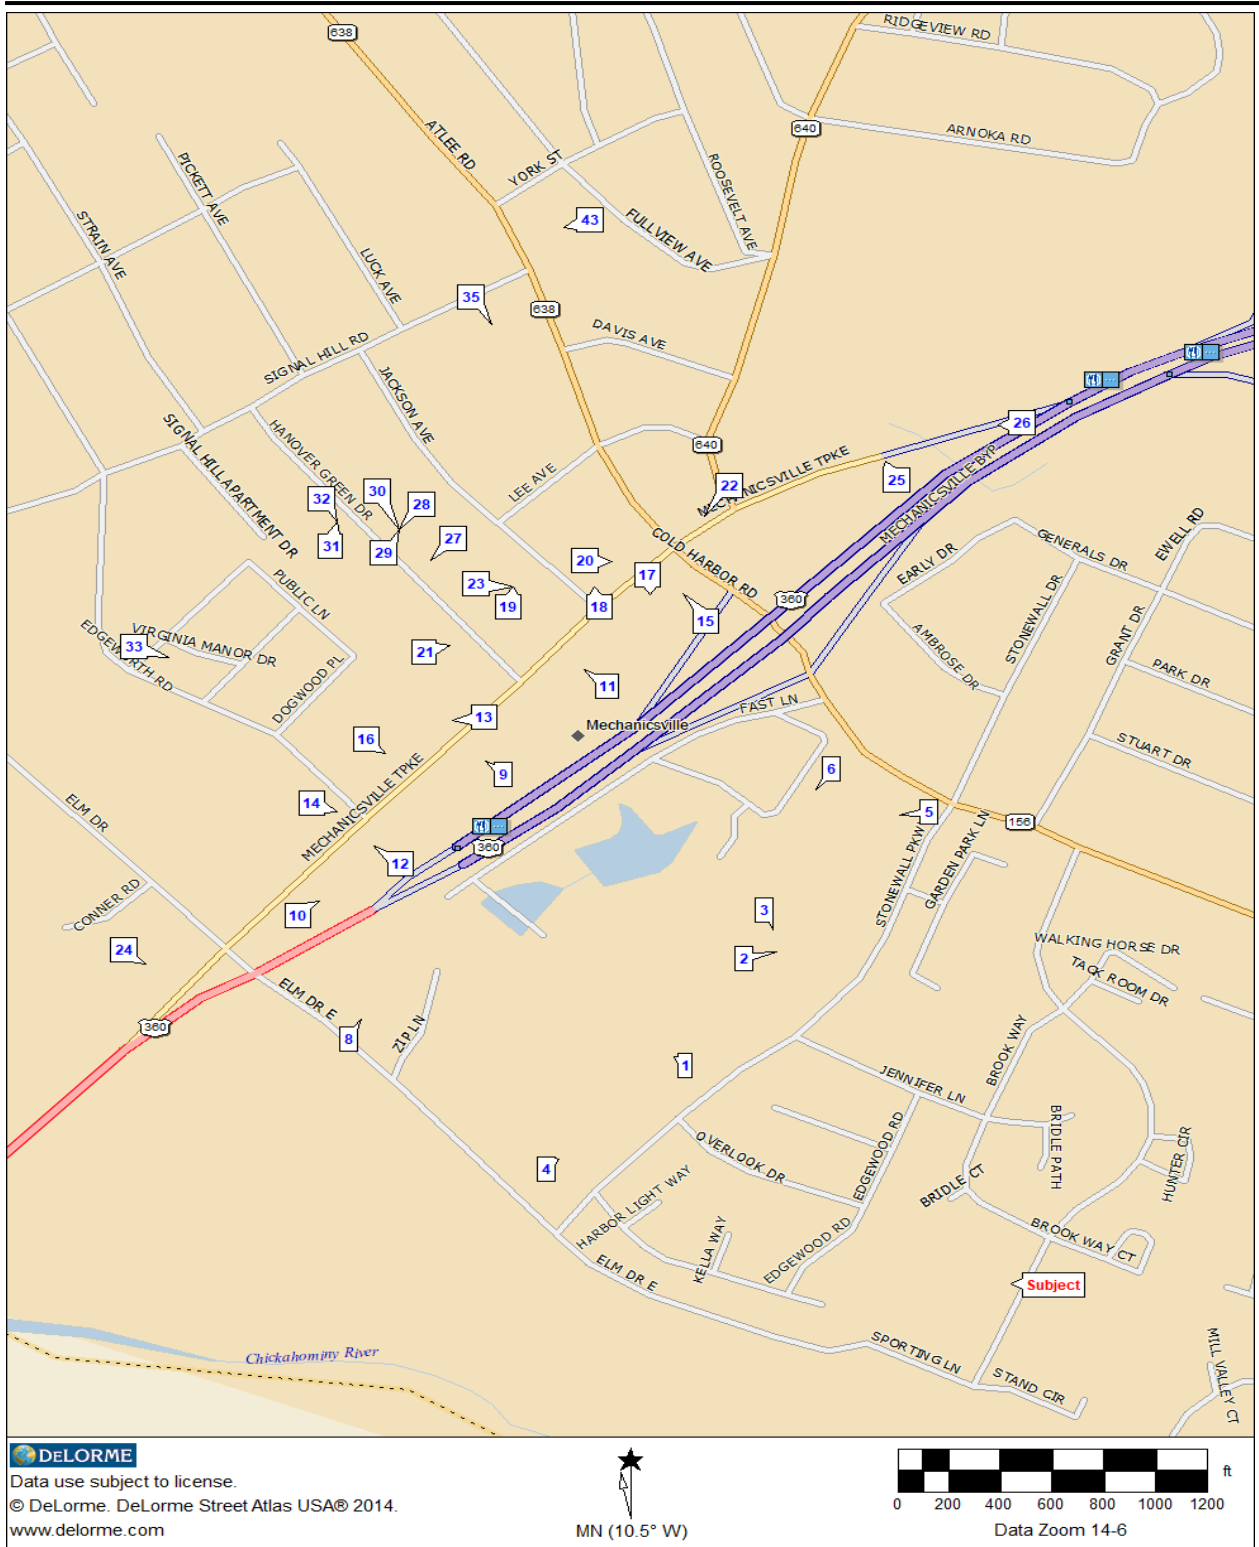 RIDGEVIEW RD
638
640
ARNOKA RD
ATLEE RD
YORK ST
ROOSEVELT AVE
PICKETT AVE
STRAIN AVE
43
FULLVIEW AVE
LUCK AVE
35
638
DAVIS AVE
SIGNAL HILL RD
JACKSON AVE
26
640
MECHANICSVILLE TPKE
MECHANICSVILLE BYP
HANOVER GREEN DR
SIGNAL HILL APARTMENT DR
LEE AVE
22
25
32
30
28
31
29
27
COLD HARBOR RD
EARLY DR
GENERALS DR
EWELL RD
20
17
23
19
18
15
360
PUBLIC LN
STONEWALL DR
GRANT DR
AMBROSE DR
VIRGINIA MANOR DR
33
EDGEWORTH RD
21
PARK DR
11
DOGWOOD PL
13
Mechanicsville
FAST LN
16
STUART DR
9
6
14
MECHANICSVILLE TPKE
ELM DR
360
5
156
12
STONEWALL PKW
GARDEN PARK LN
CONNER RD
10
3
24
2
WALKING HORSE DR
TACK ROOM DR
ELM DR E
360
8
ZIP LN
1
BROOK WAY
JENNIFER LN
BRIDLE PATH
EDGEWOOD RD
OVERLOOK DR
HUNTER CIR
4
BRIDLE CT
HARBOR LIGHT WAY
KELLA WAY
EDGEWOOD RD
BROOK WAY CT
ELM DR E
Subject
SPORTING LN
STAND CIR
MILL VALLEY CT
Chickahominy River
DELORME
Data use subject to license.
© DeLorme. DeLorme Street Atlas USA® 2014.
www.delorme.com
MN (10.5° W)
ft
0 200 400 600 800 1000 1200
Data Zoom 14-6